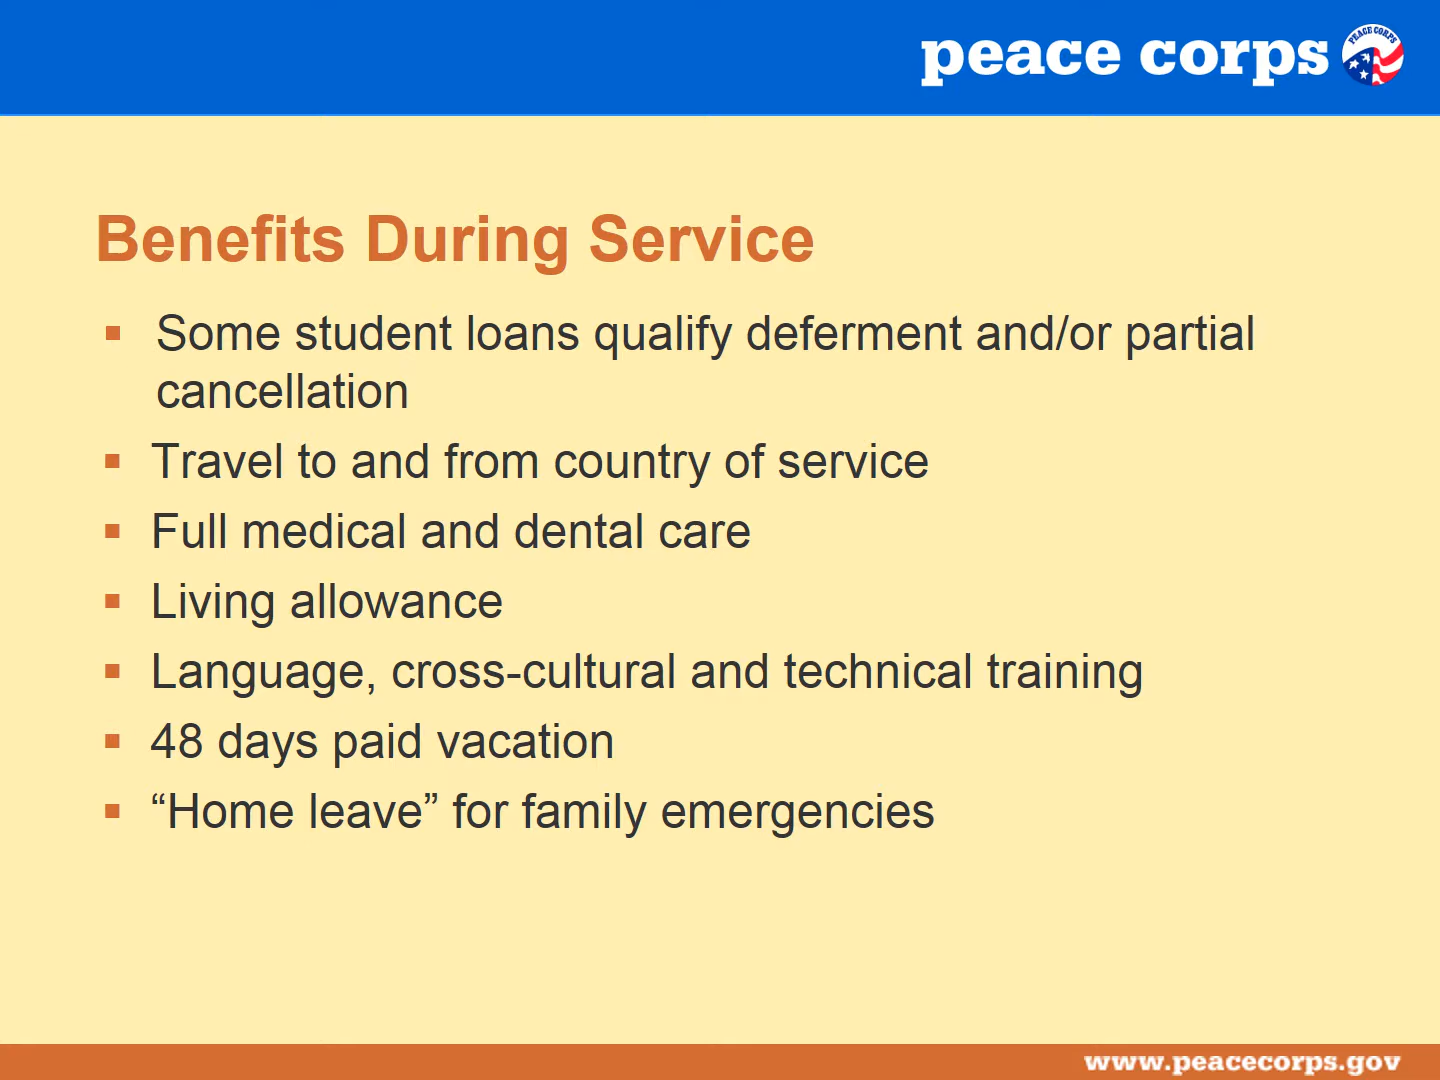 peace corps
PEACE CORPS
Benefits During Service
▪ Some student loans qualify deferment and/or partial
cancellation
▪ Travel to and from country of service
▪ Full medical and dental care
▪ Living allowance
▪ Language, cross-cultural and technical training
▪ 48 days paid vacation
▪ “Home leave” for family emergencies
www.peacecorps.gov